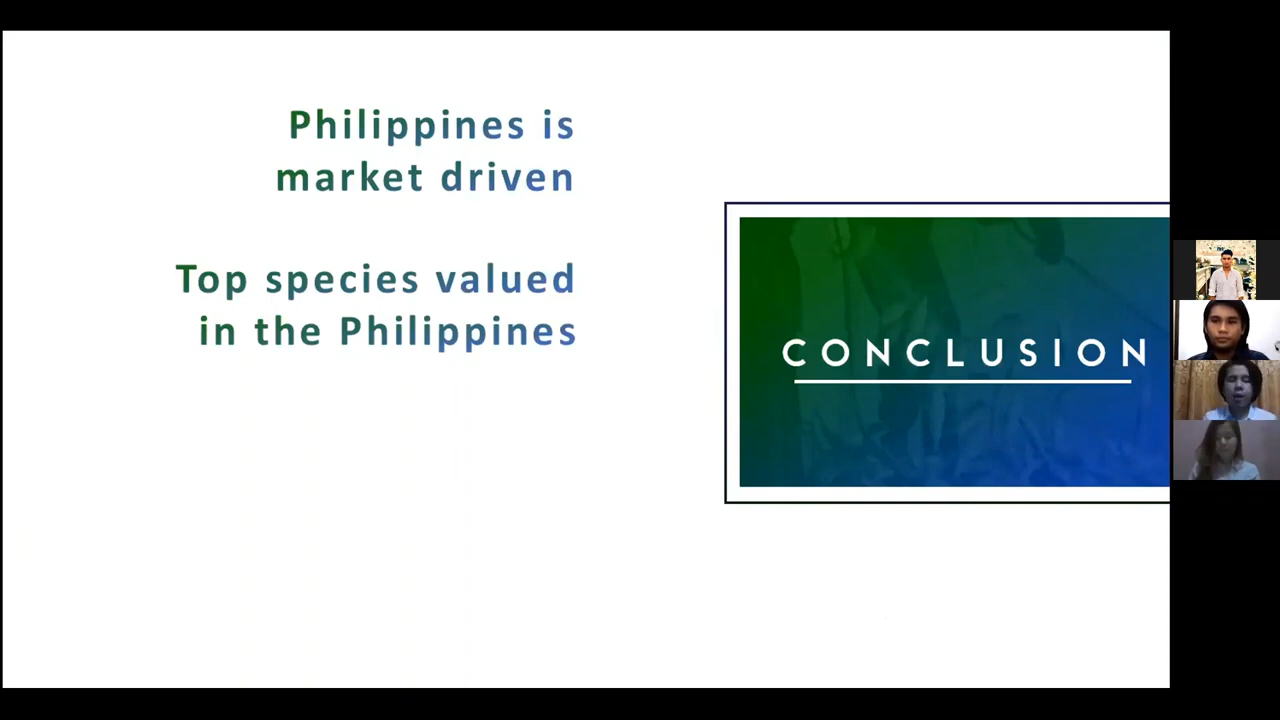 Philippines is
market driven
Top species valued
in the Philippines
CONCLUSION